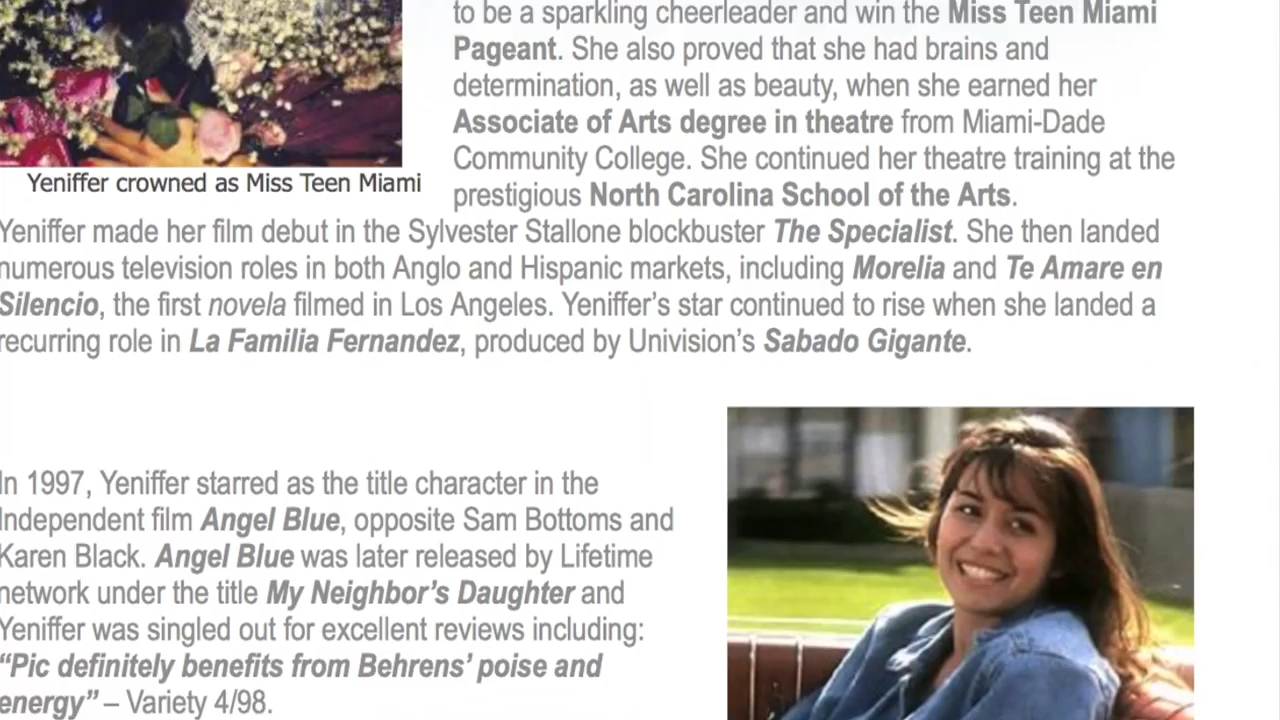 to be a sparkling cheerleader and win the Miss Teen Miami
Pageant. She also proved that she had brains and
determination, as well as beauty, when she earned her
Associate of Arts degree in theatre from Miami-Dade
Community College. She continued her theatre training at the
prestigious North Carolina School of the Arts.
Yeniffer crowned as Miss Teen Miami
Yeniffer made her film debut in the Sylvester Stallone blockbuster The Specialist. She then landed
numerous television roles in both Anglo and Hispanic markets, including Morelia and Te Amare en
Silencio, the first novela filmed in Los Angeles. Yeniffer’s star continued to rise when she landed a
recurring role in La Familia Fernandez, produced by Univision’s Sabado Gigante.
In 1997, Yeniffer starred as the title character in the
Independent film Angel Blue, opposite Sam Bottoms and
Karen Black. Angel Blue was later released by Lifetime
network under the title My Neighbor’s Daughter and
Yeniffer was singled out for excellent reviews including:
“Pic definitely benefits from Behrens’ poise and
energy” – Variety 4/98.